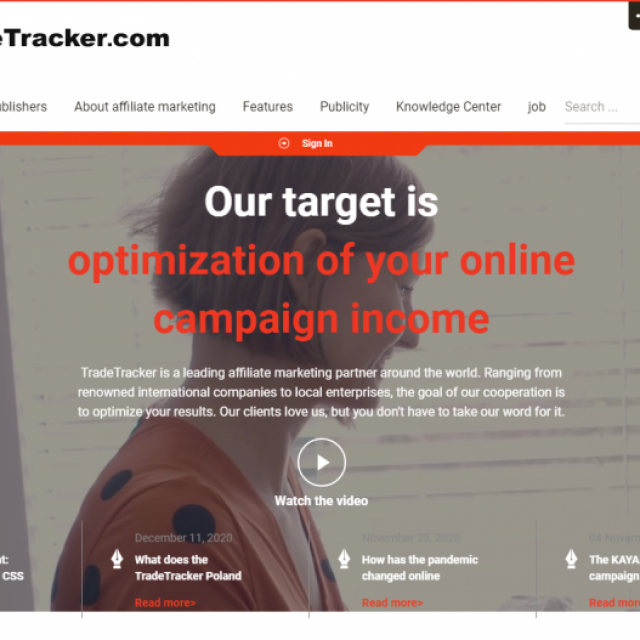 eTracker.com
blishers About affiliate marketing Features Publicity Knowledge Center job Search ...
Sign In
Our target is
optimization of your online
campaign income
TradeTracker is a leading affiliate marketing partner around the world. Ranging from
renowned international companies to local enterprises, the goal of our cooperation is
to optimize your results. Our clients love us, but you don't have to take our word for it.
Watch the video
t:
CSS
December 11, 2020
What does the
TradeTracker Poland
Read more>
November 23, 2020
How has the pandemic
changed online
Read more>
04 Novem
The KAYA
campaign
Read more>